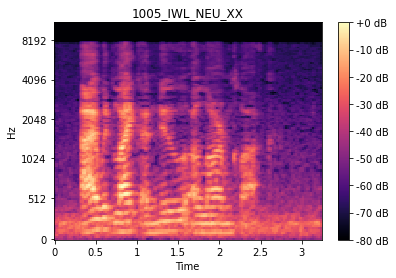 1005_IWL_NEU_XX
+0 dB
8192
-10 dB
4096
-20 dB
-30 dB
2048
Hz
-40 dB
1024
-50 dB
512
-60 dB
-70 dB
0
-80 dB
0 0.5 1 1.5 2 2.5 3
Time